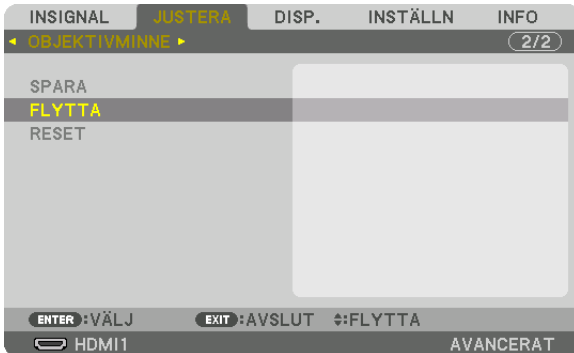 INSIGNAL JUSTERA DISP. INSTÄLLN INFO
OBJEKTIVMINNE 2/2
SPARA
FLYTTA
RESET
ENTER:VÄLJ EXIT:AVSLUT :FLYTTA
HDMI1 AVANCERAT